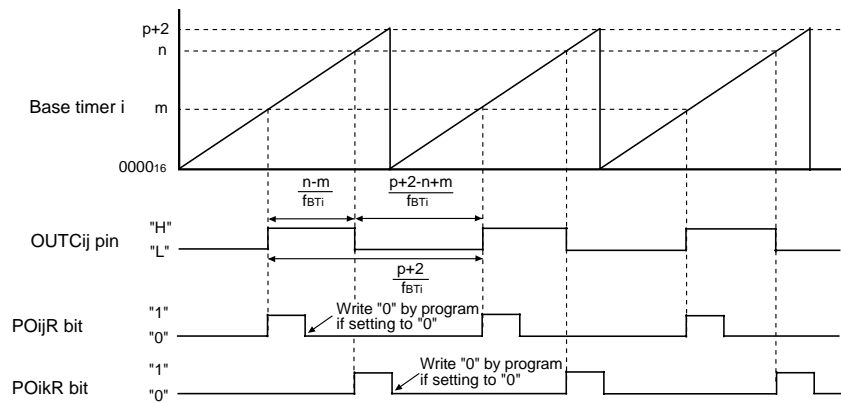 p+2
n
Base timer i
m
0000₁₆
n-m
fBTi
p+2-n+m
fBTi
OUTCij pin
"H"
"L"
p+2
fBTi
POijR bit
"1"
"0"
Write "0" by program
if setting to "0"
POikR bit
"1"
"0"
Write "0" by program
if setting to "0"